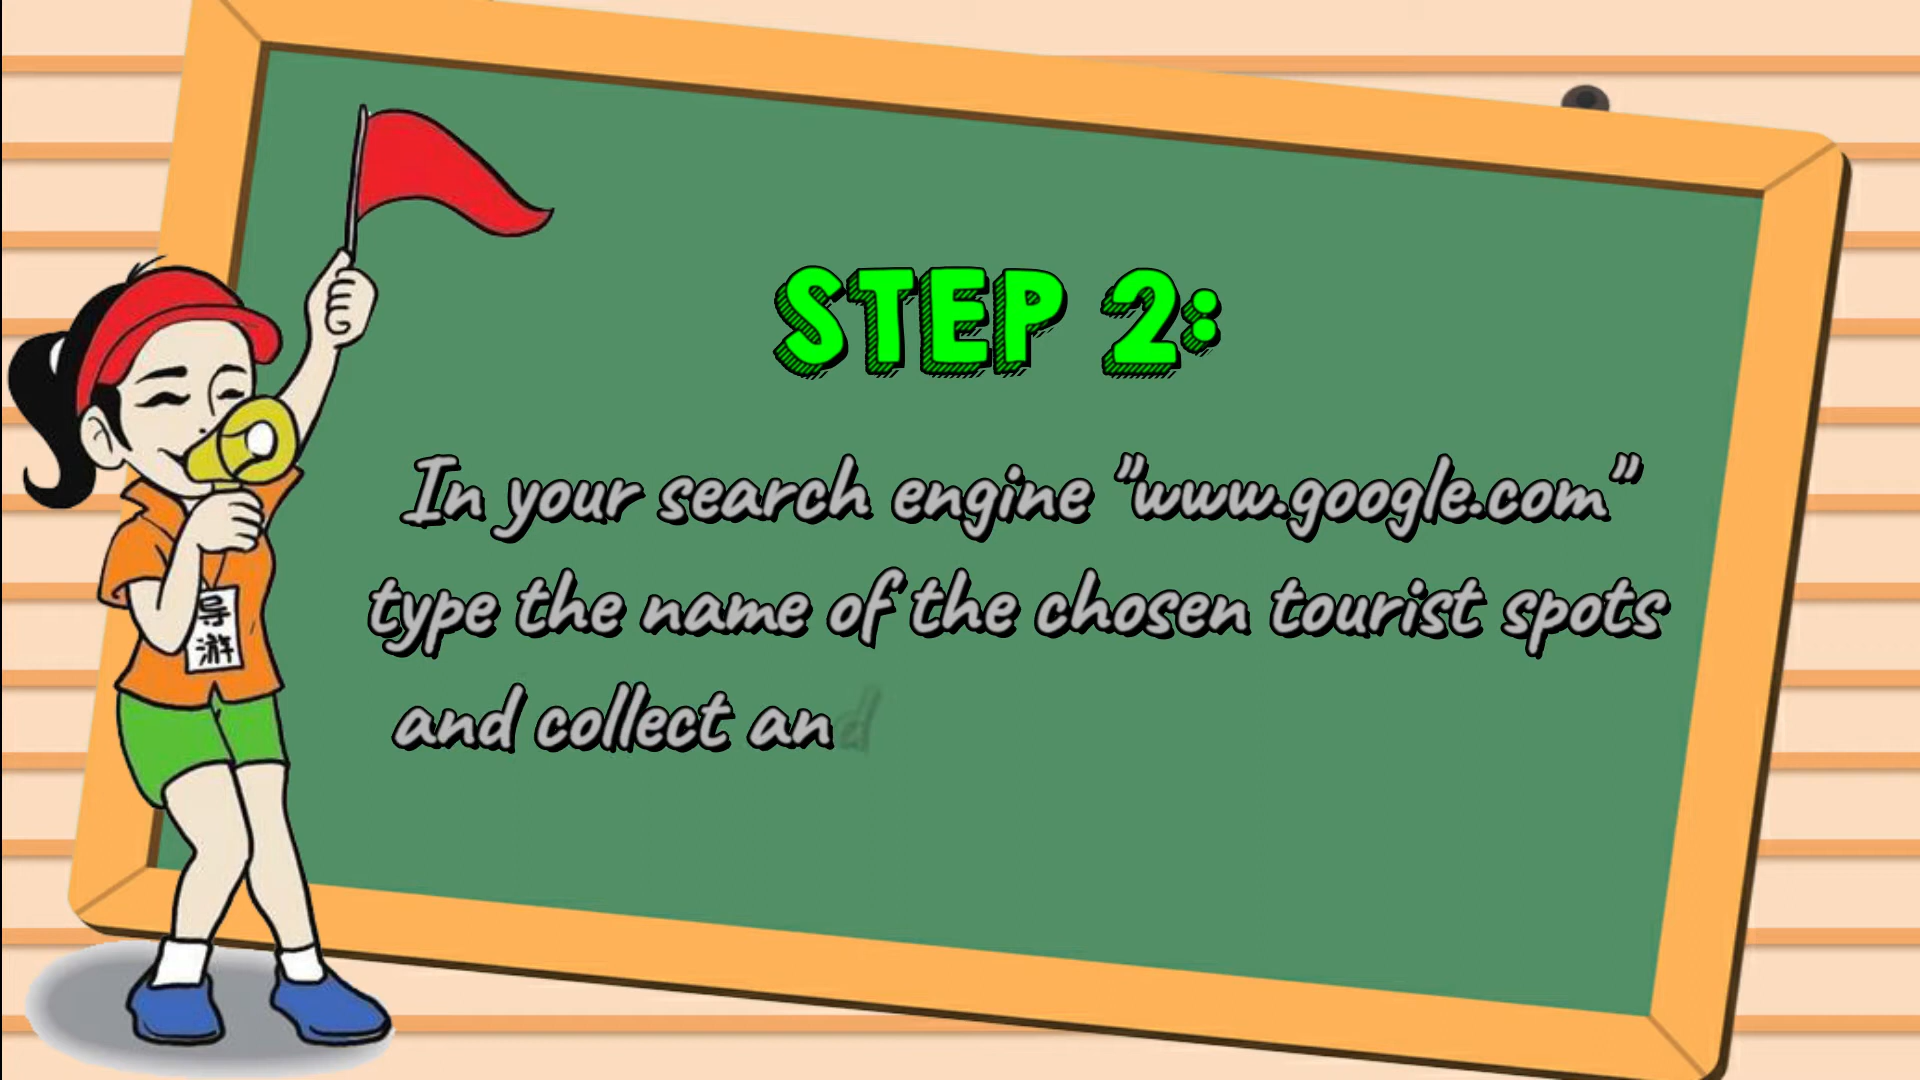 STEP 2:
In your search engine "www.google.com"
type the name of the chosen tourist spots
and collect and
导
游